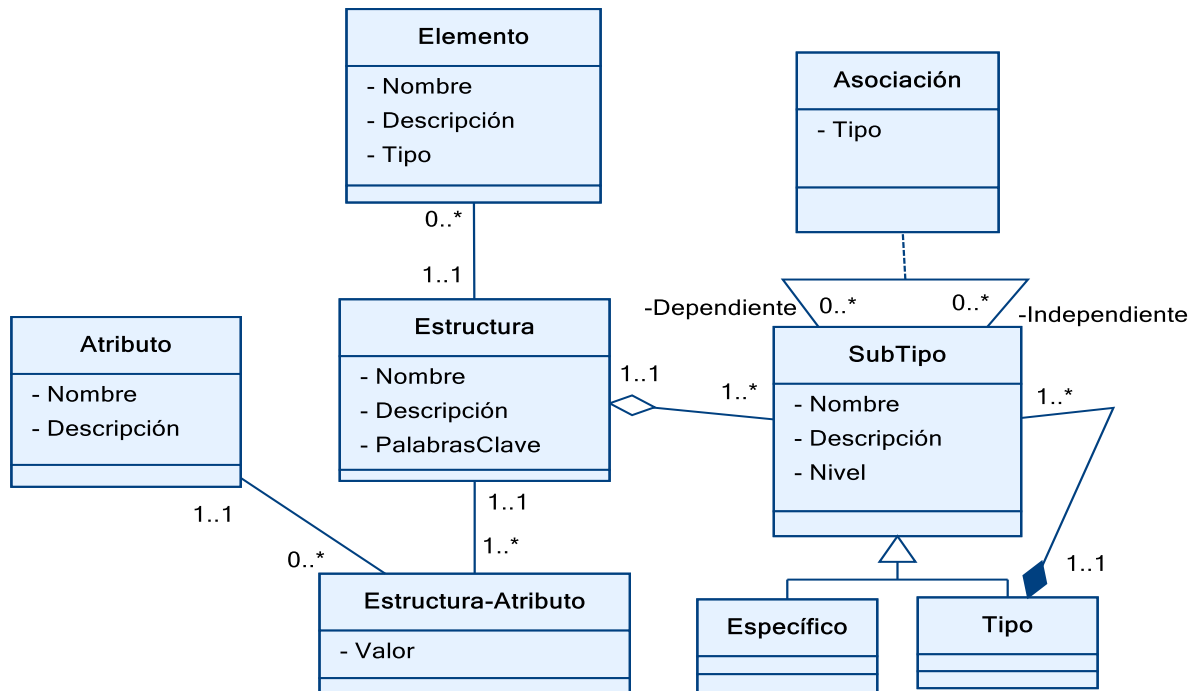 Elemento
- Nombre
- Descripción
- Tipo
0..*
1..1
Asociación
- Tipo
-Dependiente
0..*
0..*
-Independiente
Atributo
- Nombre
- Descripción
1..1
0..*
Estructura
- Nombre
- Descripción
- PalabrasClave
1..1
1..*
1..1
1..*
SubTipo
- Nombre
- Descripción
- Nivel
1..*
1..1
Estructura-Atributo
- Valor
Específico
Tipo